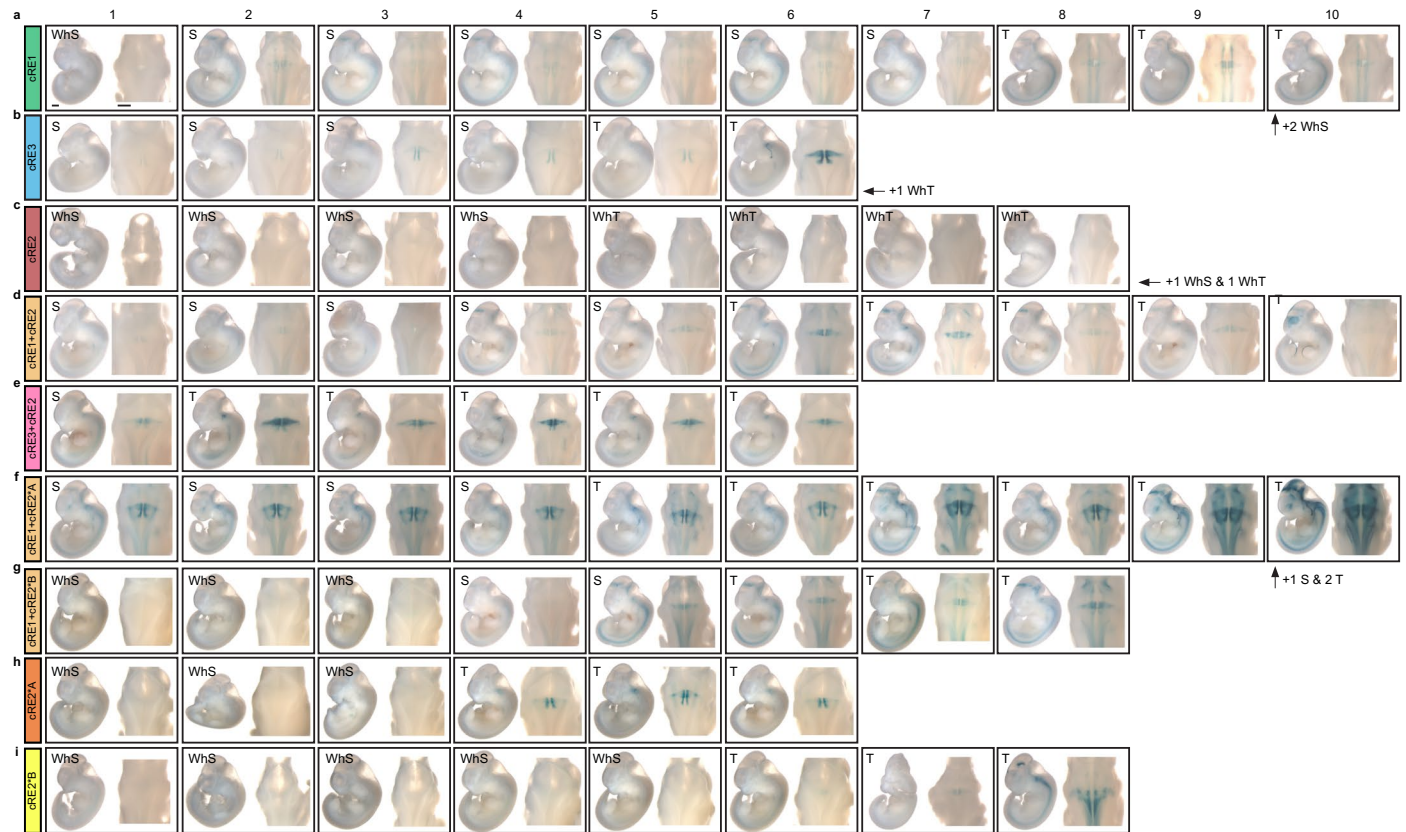 a 1 2 3 4 5 6 7 8 9 10
cRE1 WhS S S S S S S T T T
+2 WhS
b
cRE3 S S S S T T
+1 WhT
c
cRE2 WhS WhS WhS WhS WhT WhT WhT WhT
+1 WhS & 1 WhT
d
cRE1+cRE2 S S S S S T T T T T
e
cRE3+cRE2 S T T T T T
f
cRE1+cRE2*A S S S S T T T T T T
+1 S & 2 T
g
cRE1+cRE2*B WhS WhS WhS S S T T T
h
cRE2*A WhS WhS WhS T T T
i
cRE2*B WhS WhS WhS WhS WhS T T T